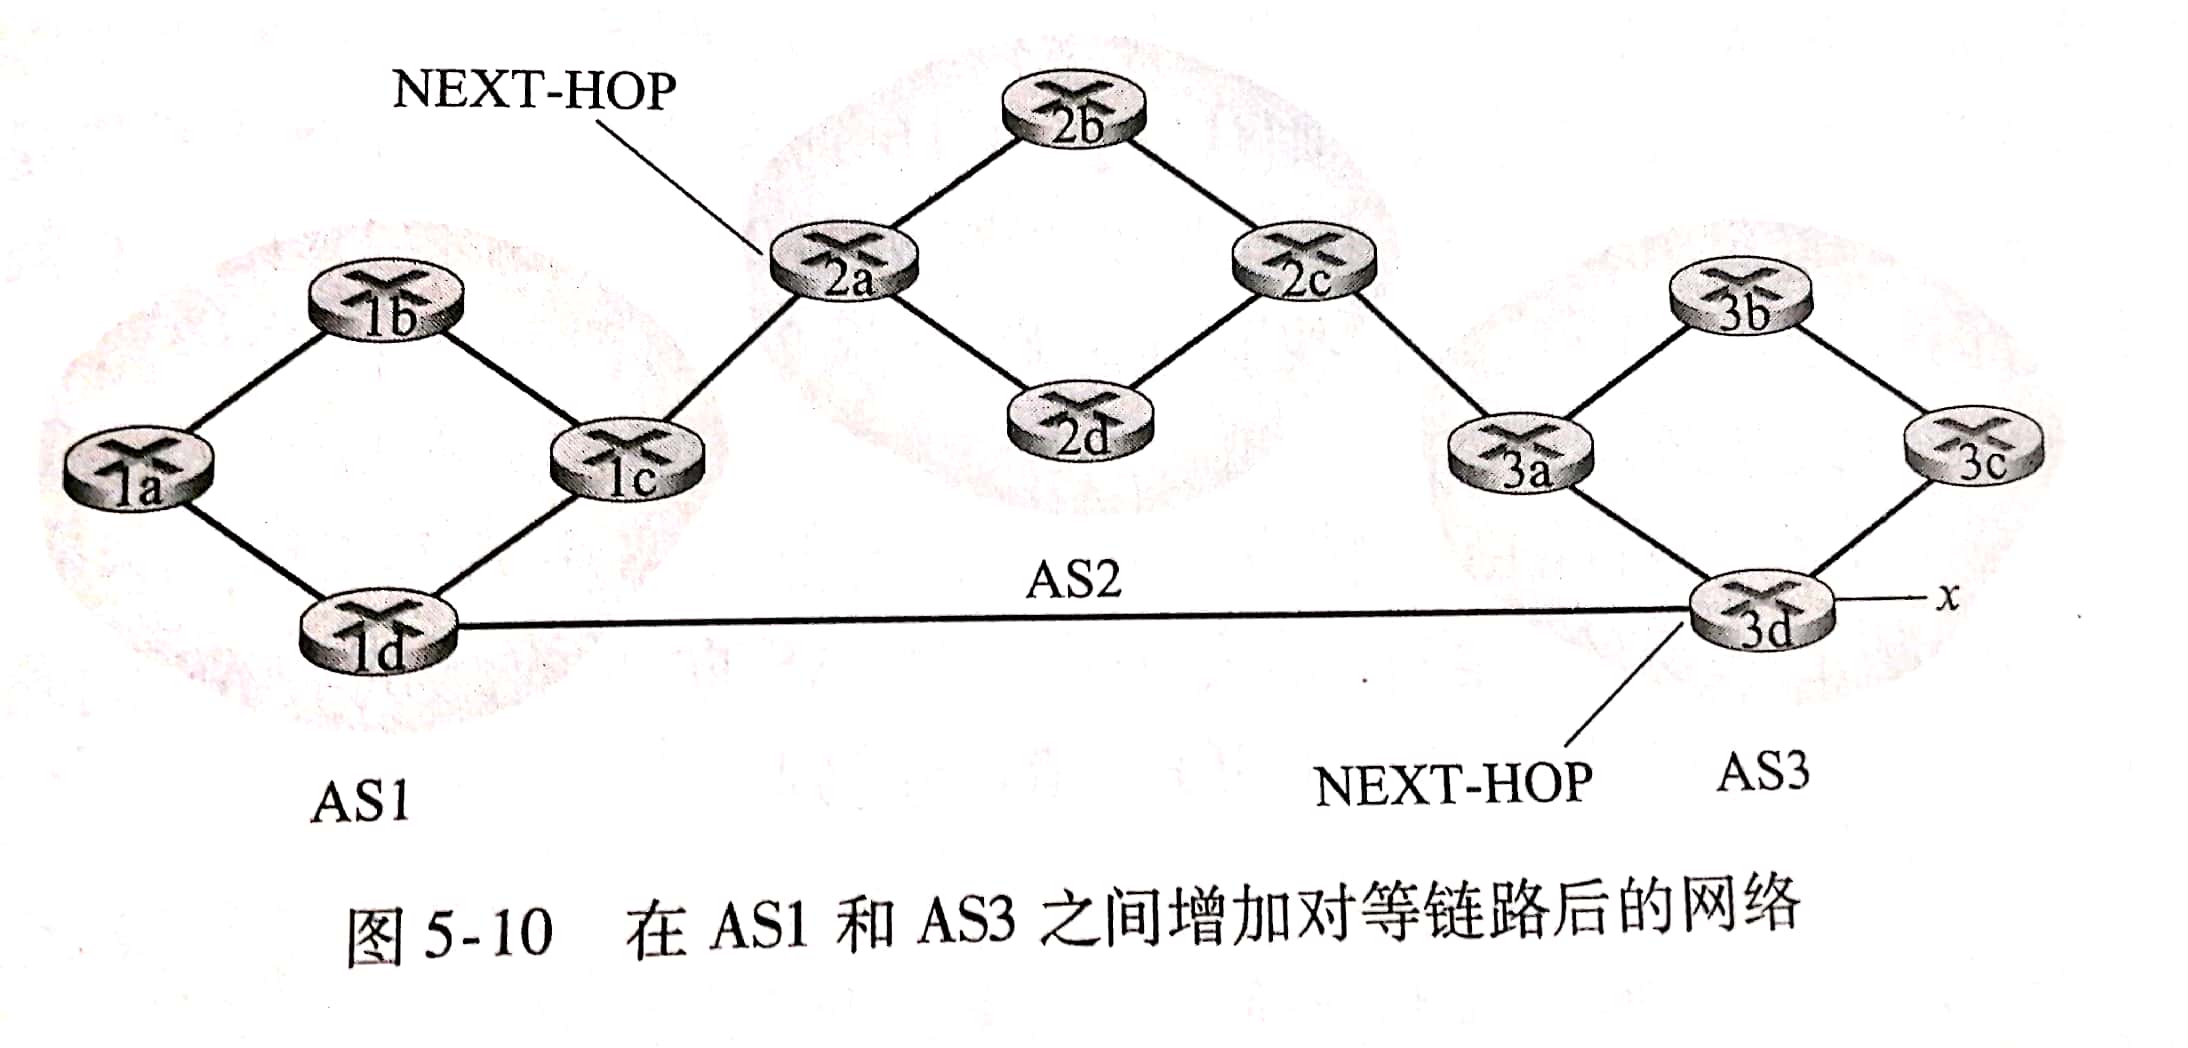 NEXT-HOP
2b
2a
2c
1b
3b
1a
1c
2d
3a
3c
AS2
1d
3d
x
NEXT-HOP
AS3
AS1
图 5-10 在 AS1 和 AS3 之间增加对等链路后的网络